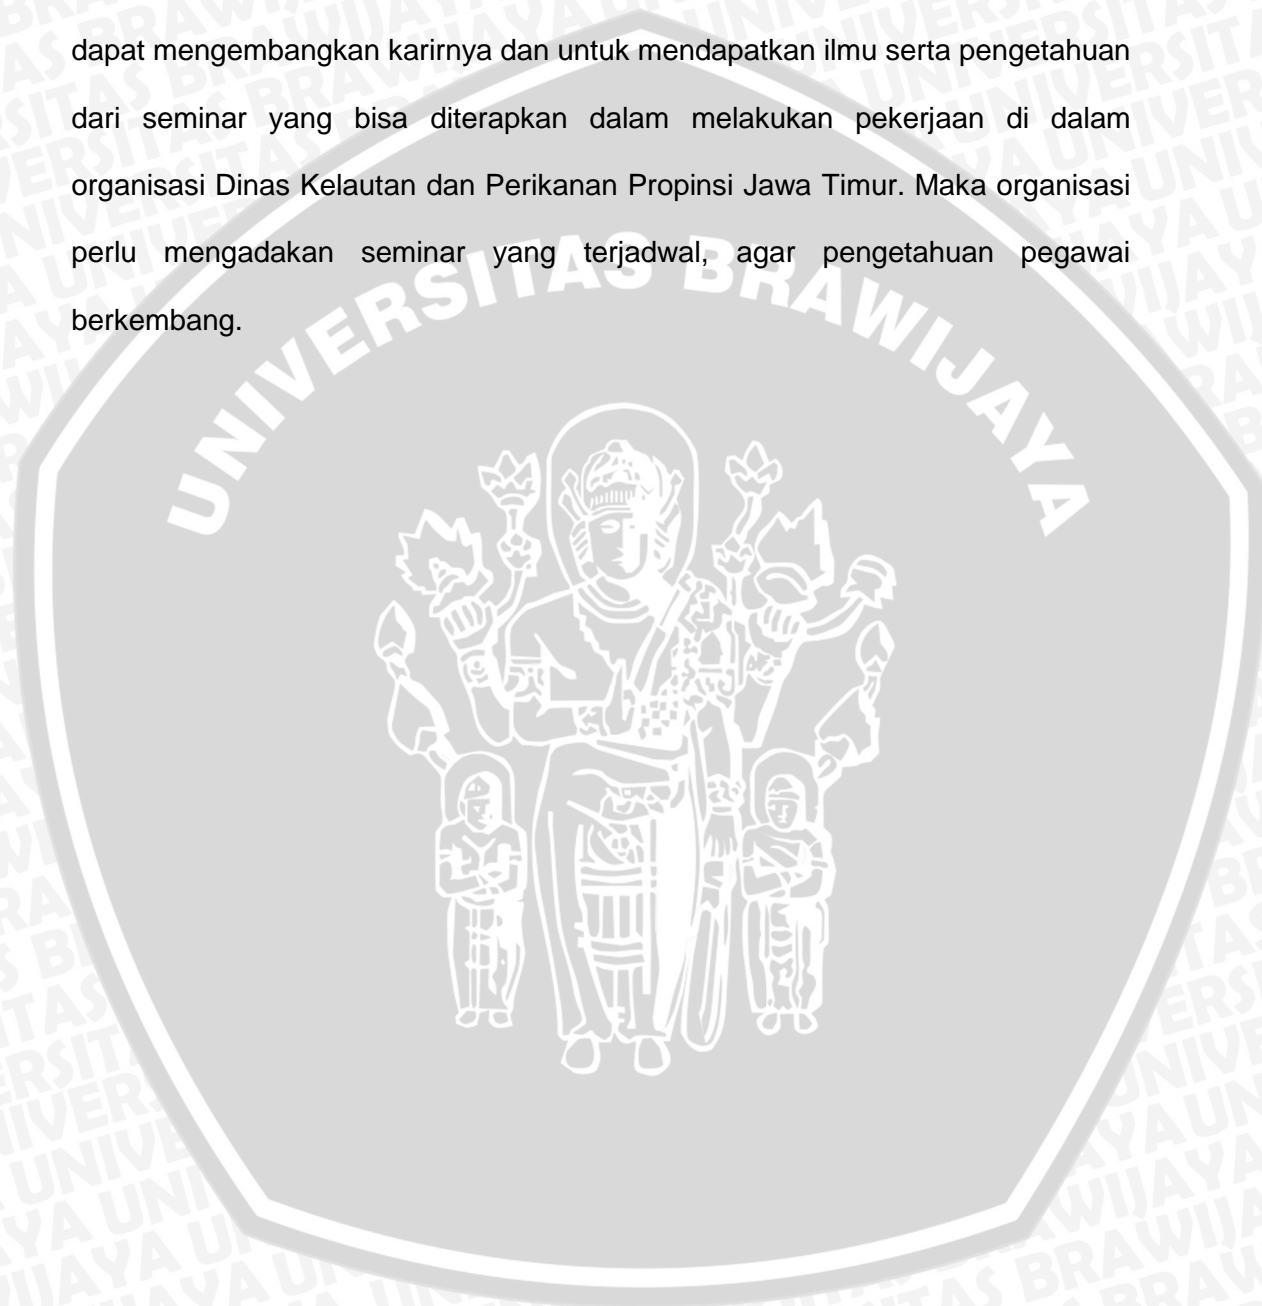 dapat mengembangkan karirnya dan untuk mendapatkan ilmu serta pengetahuan
dari seminar yang bisa diterapkan dalam melakukan pekerjaan di dalam
organisasi Dinas Kelautan dan Perikanan Propinsi Jawa Timur. Maka organisasi
perlu mengadakan seminar yang terjadwal, agar pengetahuan pegawai
berkembang.
UNIVERSITAS BRAWIJAYA